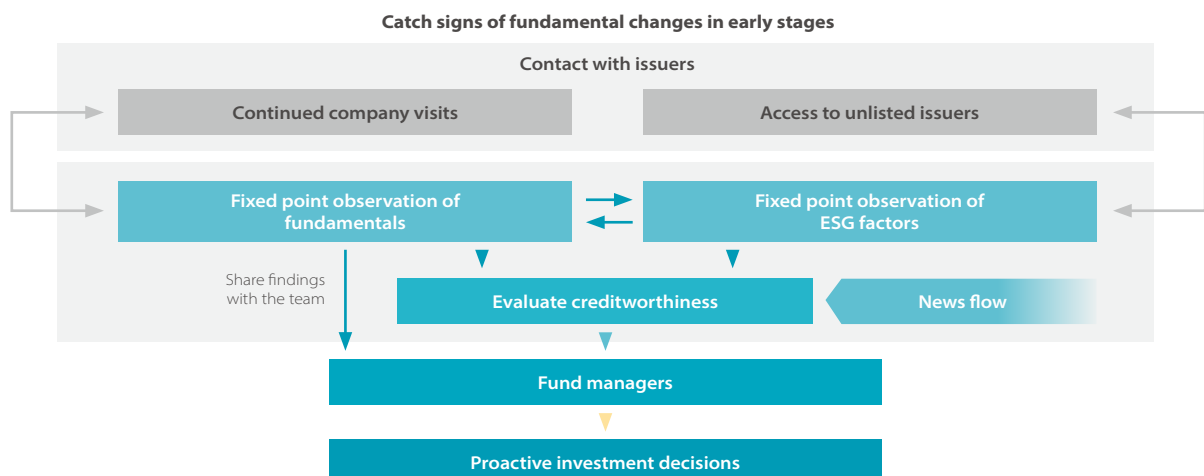 Catch signs of fundamental changes in early stages
Contact with issuers
Continued company visits
Access to unlisted issuers
Fixed point observation of
fundamentals
Fixed point observation of
ESG factors
Share findings
with the team
Evaluate creditworthiness
News flow
Fund managers
Proactive investment decisions